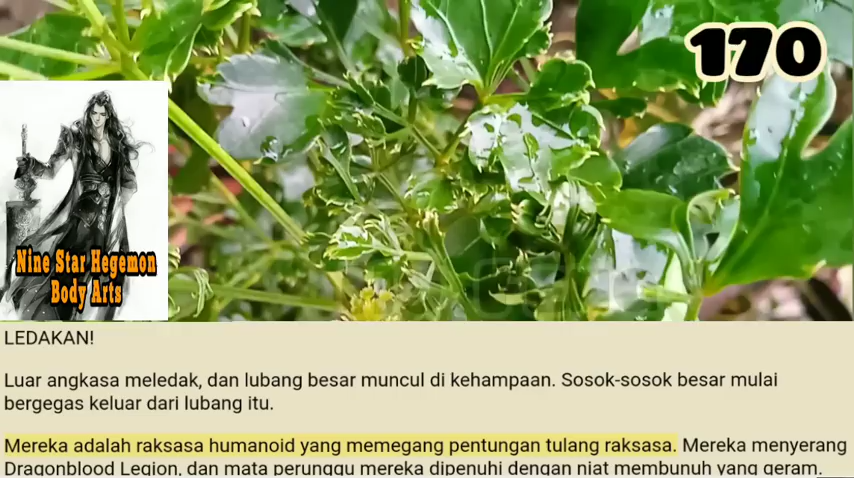 170
Nine Star Hegemon
Body Arts
LEDAKAN!
Luar angkasa meledak, dan lubang besar muncul di kehampaan. Sosok-sosok besar mulai
bergegas keluar dari lubang itu.
Mereka adalah raksasa humanoid yang memegang pentungan tulang raksasa. Mereka menyerang
Dragonblood Legion, dan mata perunggu mereka dipenuhi dengan niat membunuh yang geram.